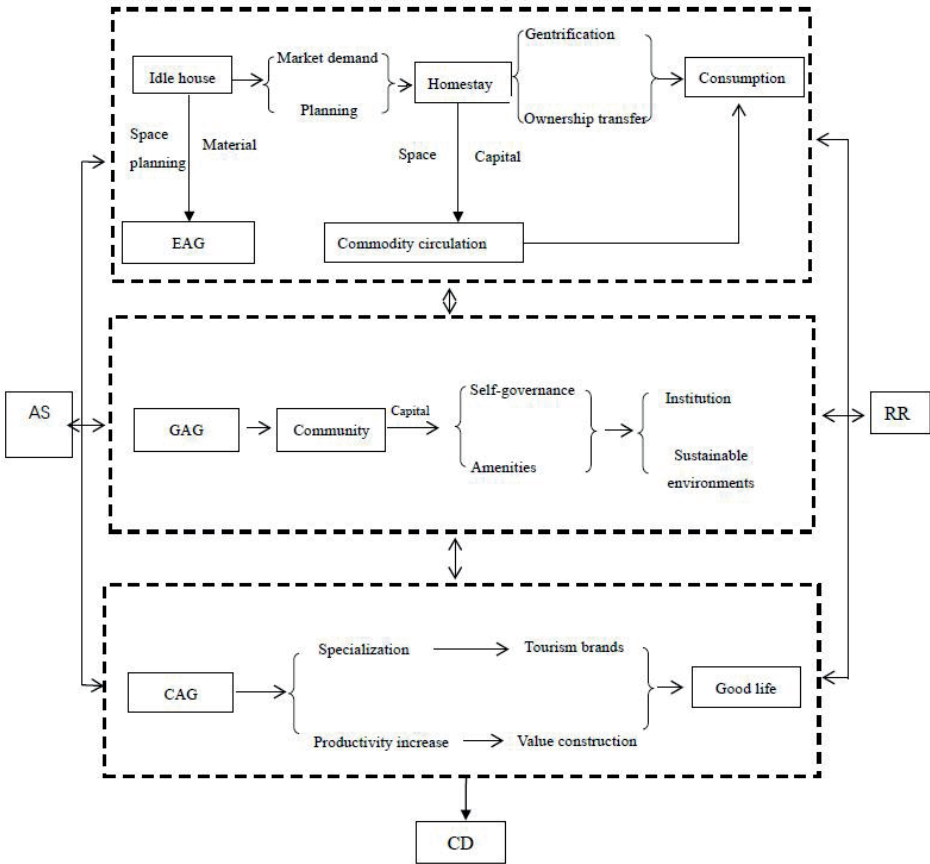 Gentrification
Market demand
Idle house
Homestay
Consumption
Planning
Ownership transfer
Space
planning
Material
Space
Capital
EAG
Commodity circulation
AS
Self-governance
Institution
Capital
GAG
Community
RR
Amenities
Sustainable
environments
Specialization
Tourism brands
CAG
Good life
Productivity increase
Value construction
CD